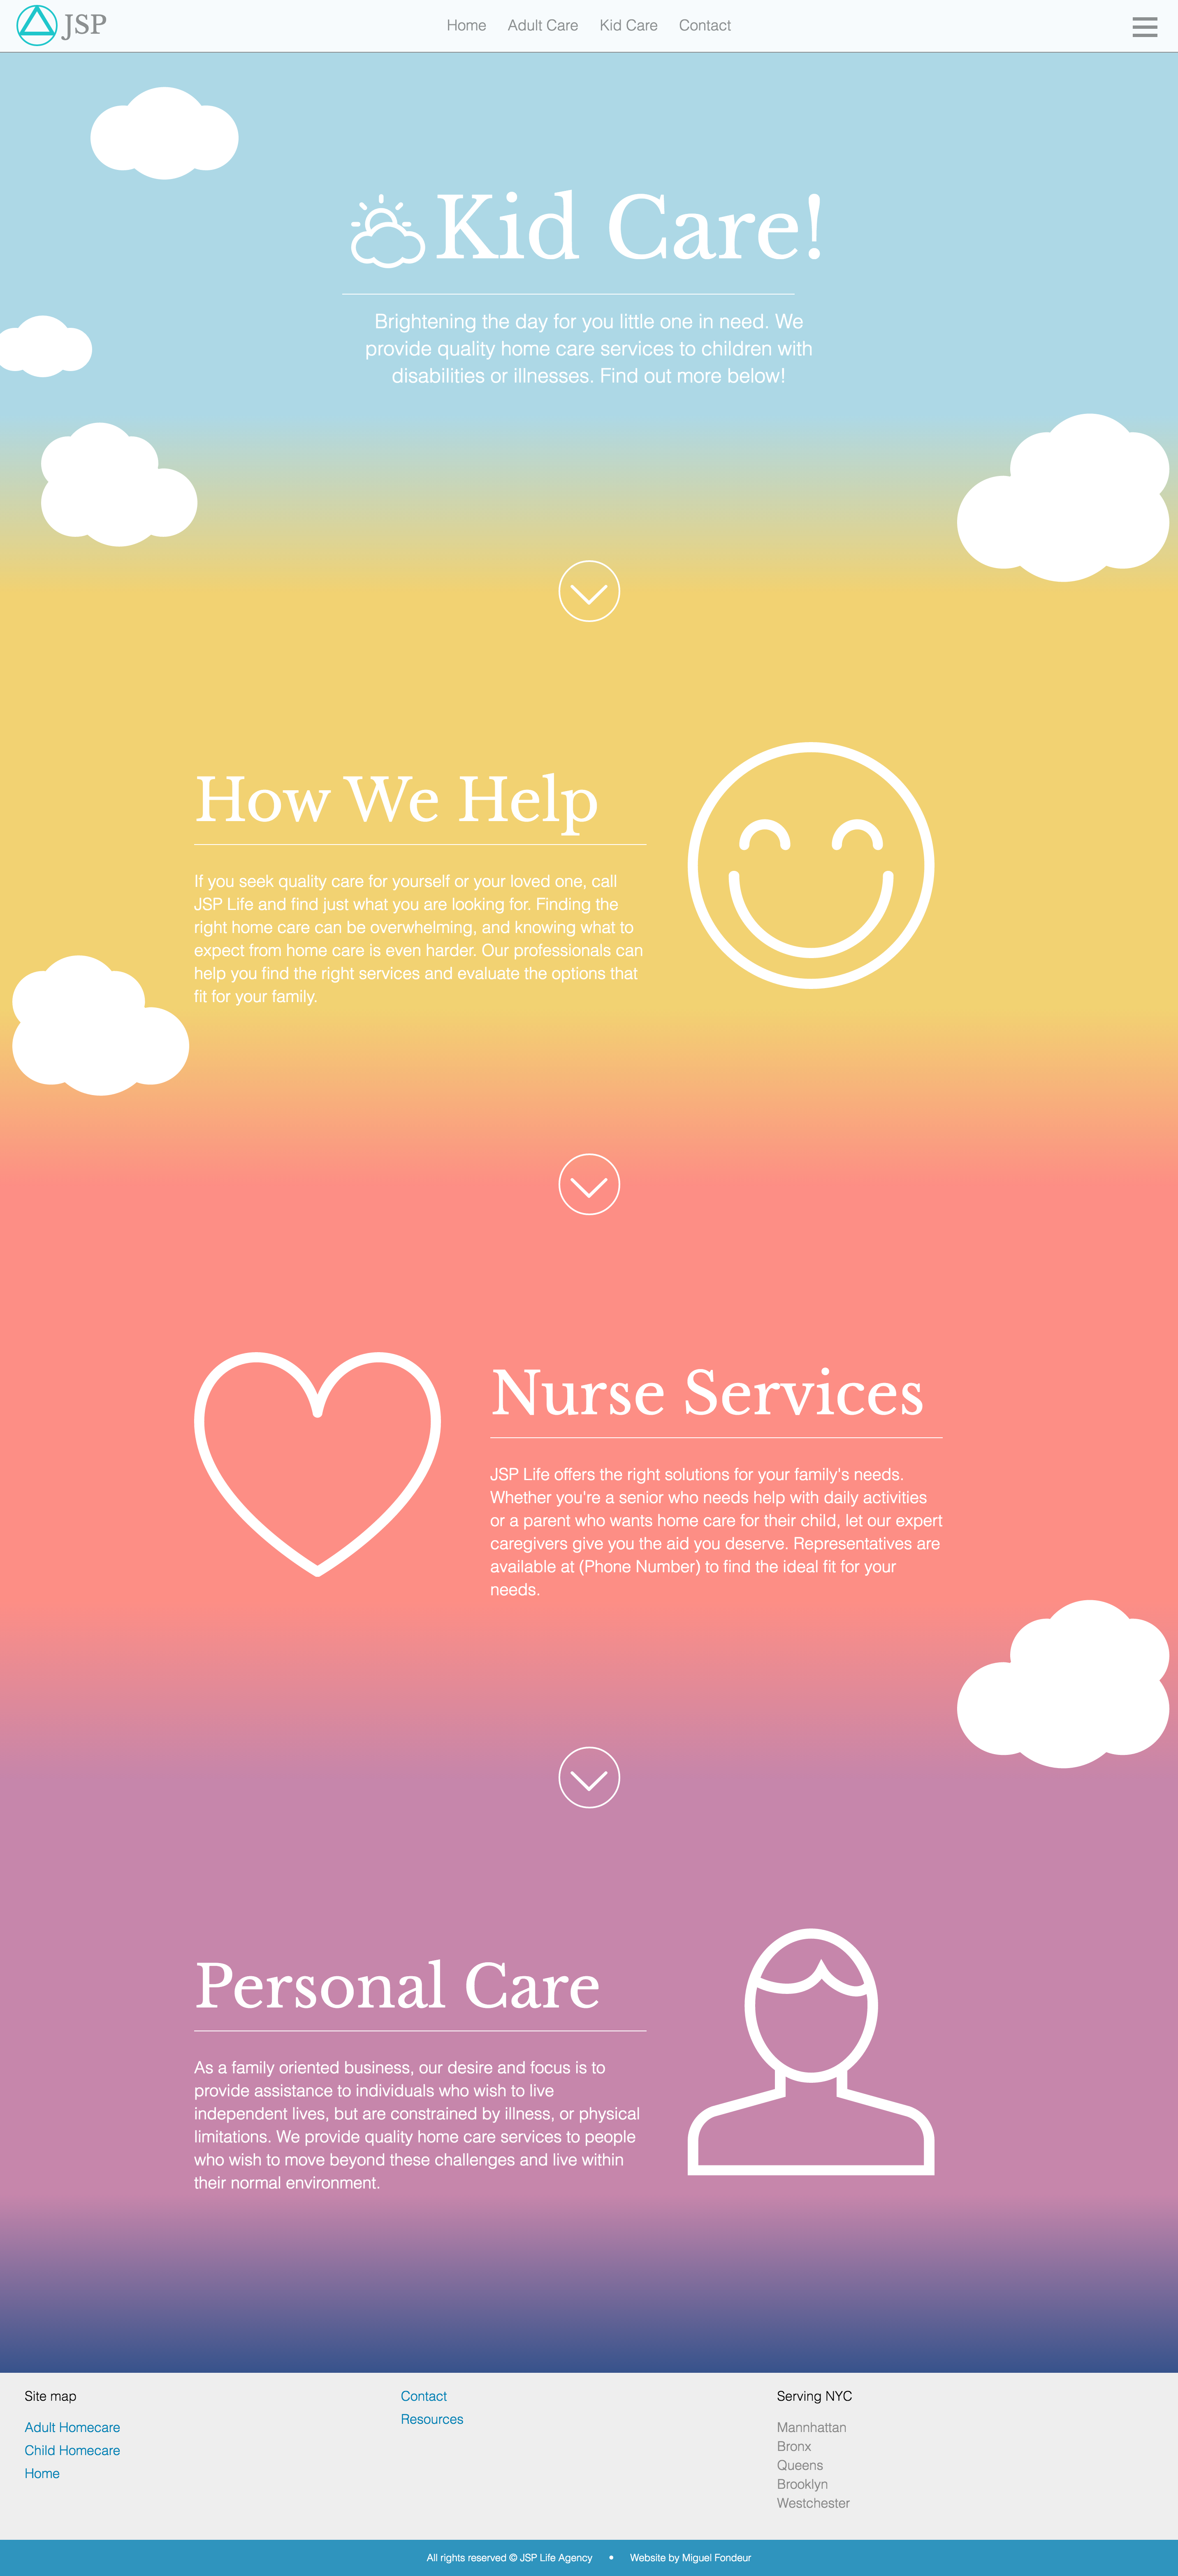 JSP
Home Adult Care Kid Care Contact
Kid Care!
Brightening the day for you little one in need. We
provide quality home care services to children with
disabilities or illnesses. Find out more below!
How We Help
If you seek quality care for yourself or your loved one, call
JSP Life and find just what you are looking for. Finding the
right home care can be overwhelming, and knowing what to
expect from home care is even harder. Our professionals can
help you find the right services and evaluate the options that
fit for your family.
Nurse Services
JSP Life offers the right solutions for your family's needs.
Whether you're a senior who needs help with daily activities
or a parent who wants home care for their child, let our expert
caregivers give you the aid you deserve. Representatives are
available at (Phone Number) to find the ideal fit for your
needs.
Personal Care
As a family oriented business, our desire and focus is to
provide assistance to individuals who wish to live
independent lives, but are constrained by illness, or physical
limitations. We provide quality home care services to people
who wish to move beyond these challenges and live within
their normal environment.
Site map
Adult Homecare
Child Homecare
Home
Contact
Resources
Serving NYC
Mannhattan
Bronx
Queens
Brooklyn
Westchester
All rights reserved © JSP Life Agency • Website by Miguel Fondeur